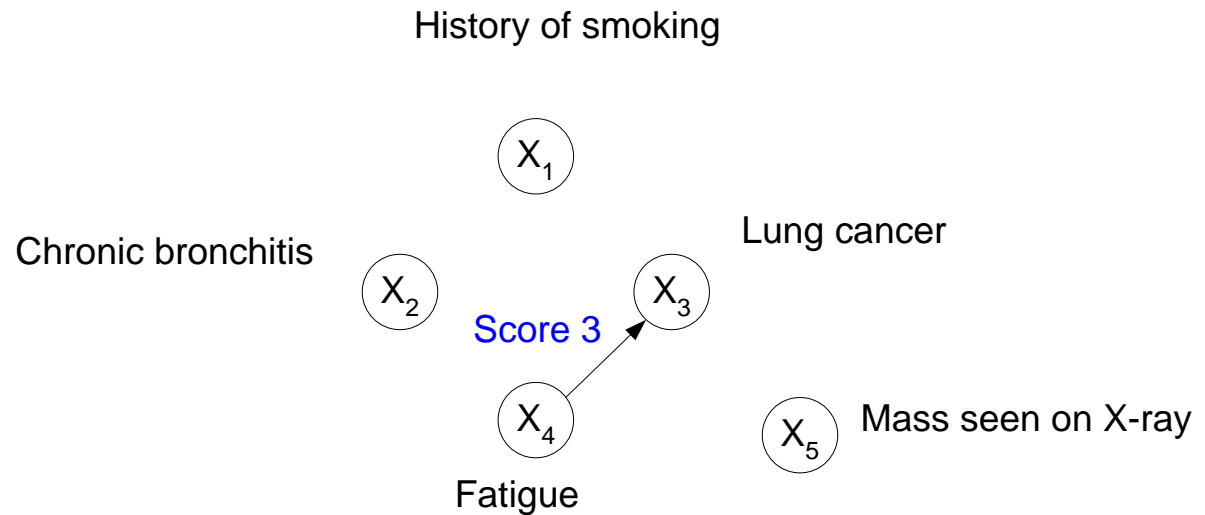 History of smoking
X1
Lung cancer
Chronic bronchitis
X2
X3
Score 3
X4
X5
Mass seen on X-ray
Fatigue